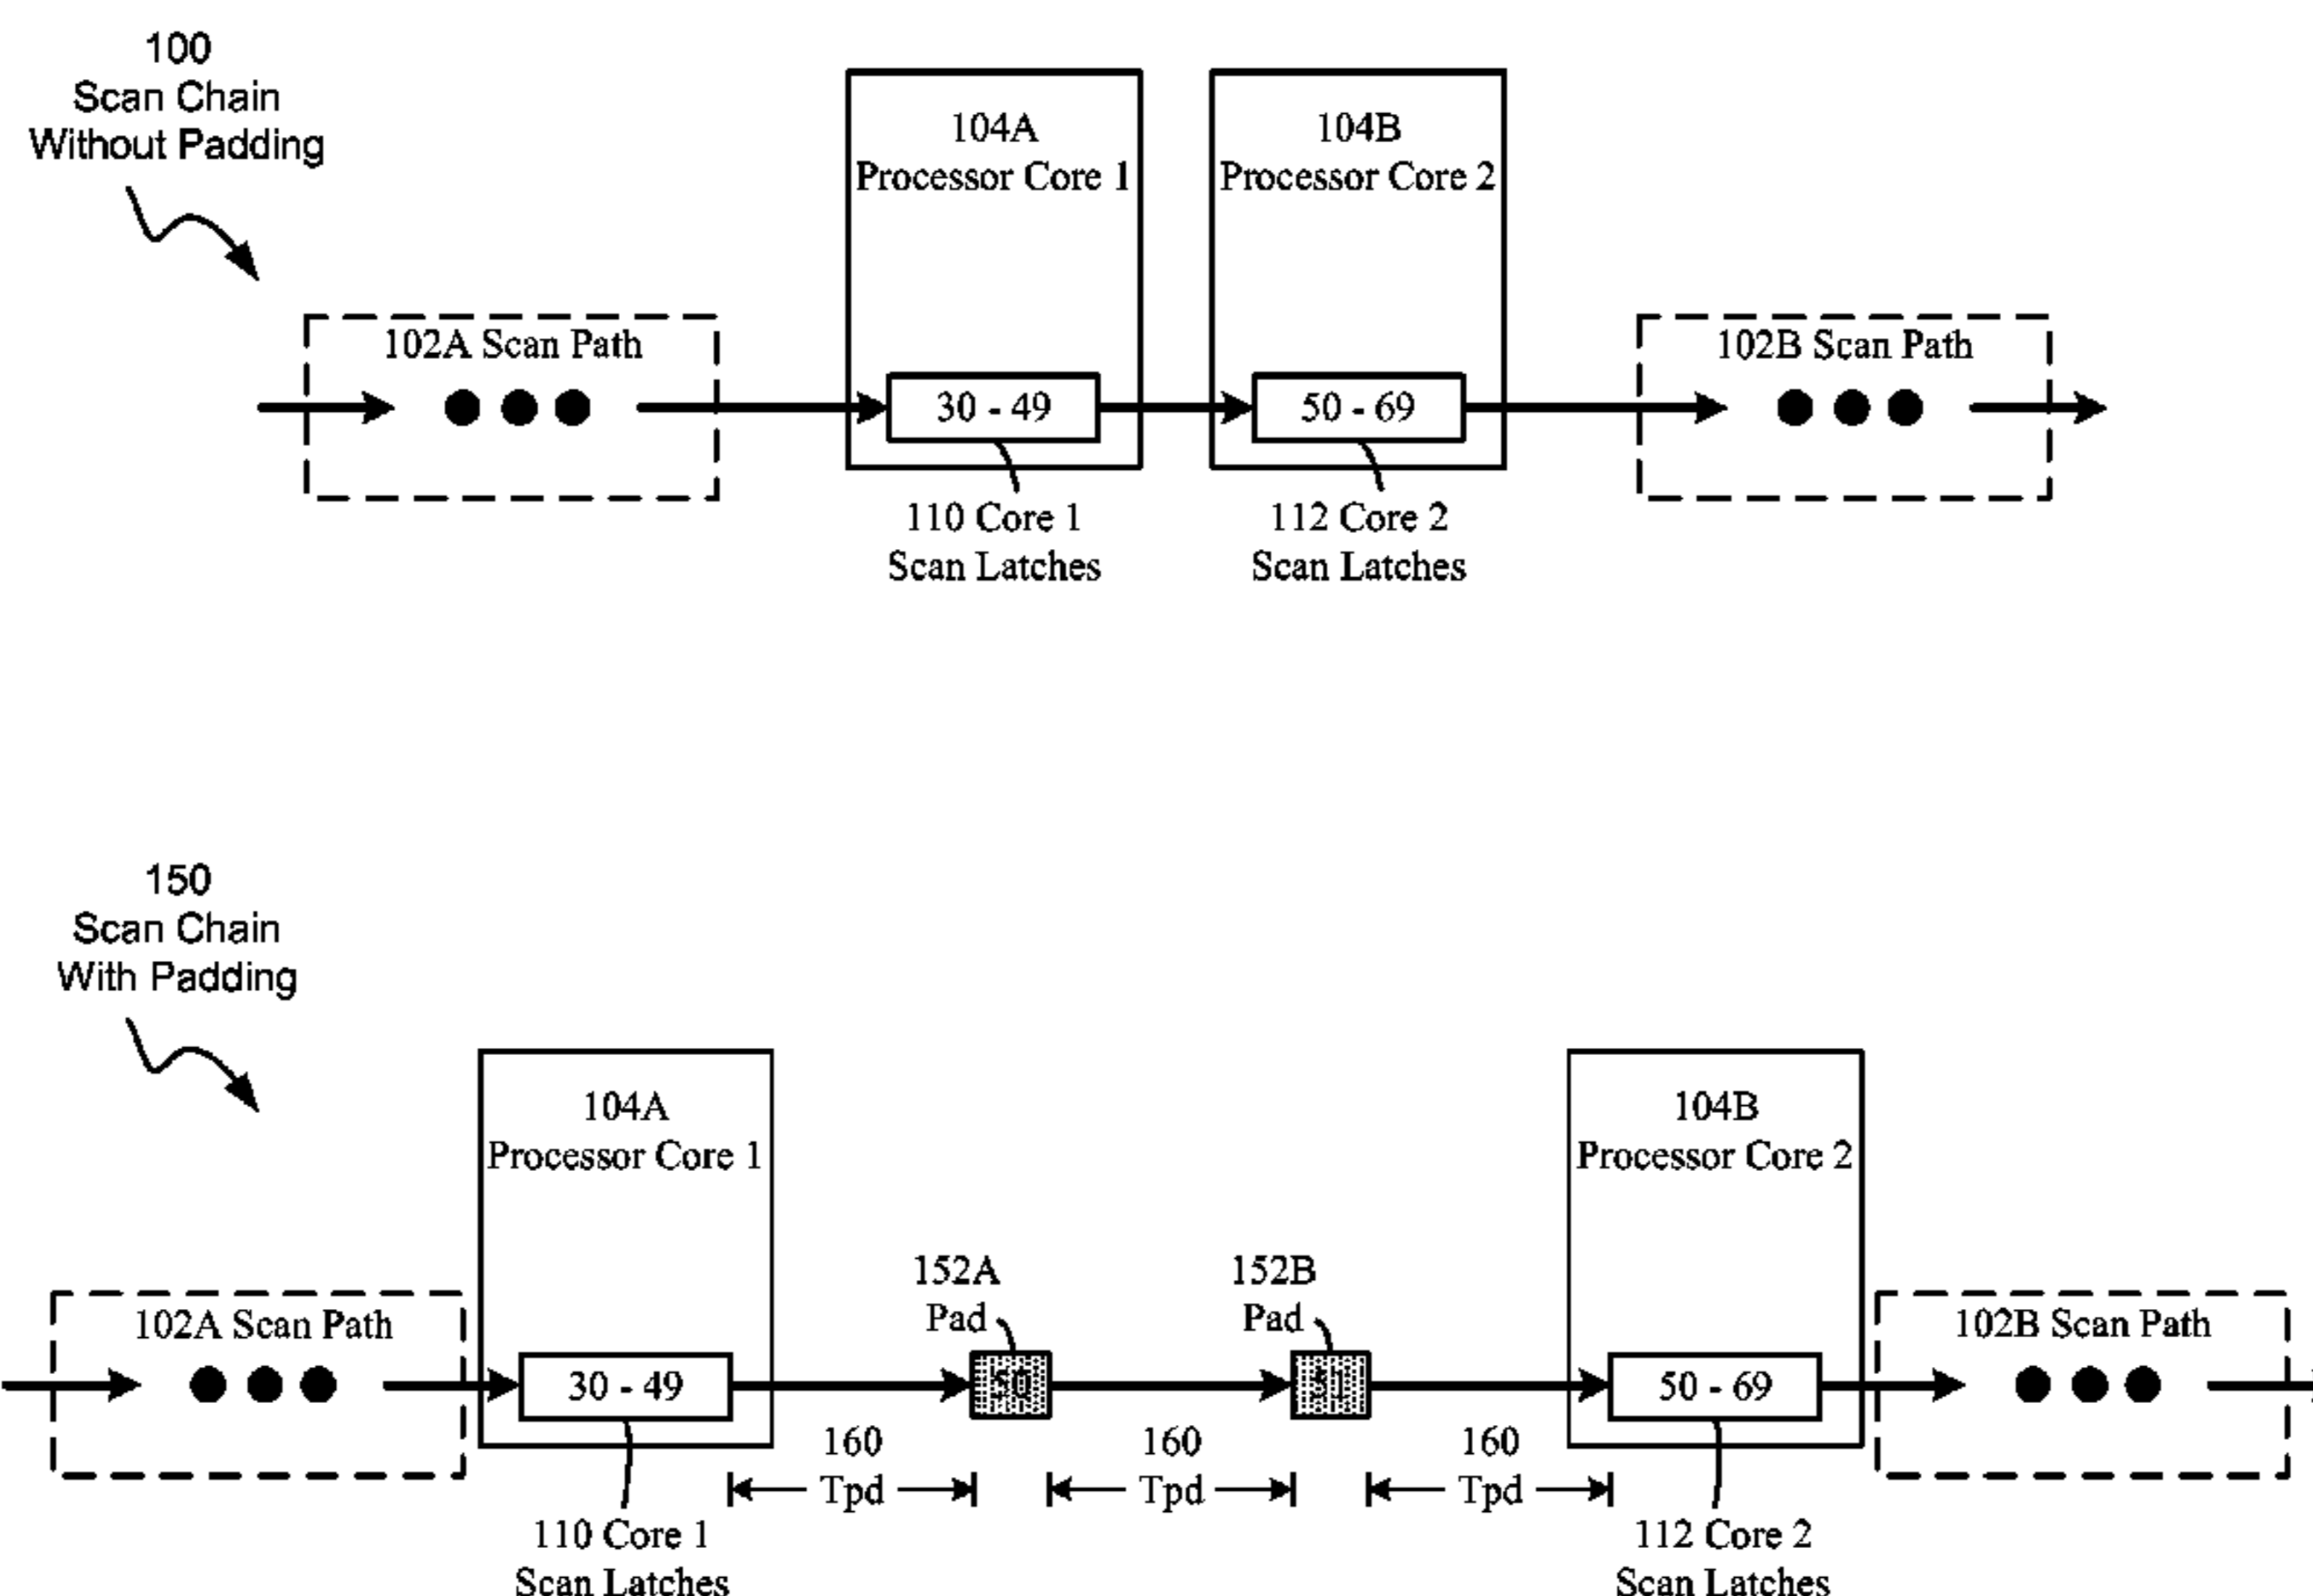 100
Scan Chain
Without Padding
104A
Processor Core 1
104B
Processor Core 2
102A Scan Path
30 - 49
50 - 69
102B Scan Path
110 Core 1
Scan Latches
112 Core 2
Scan Latches
150
Scan Chain
With Padding
104A
Processor Core 1
104B
Processor Core 2
152A
Pad
152B
Pad
102A Scan Path
102B Scan Path
30 - 49
50
51
50 - 69
160
Tpd
160
Tpd
160
Tpd
110 Core 1
Scan Latches
112 Core 2
Scan Latches